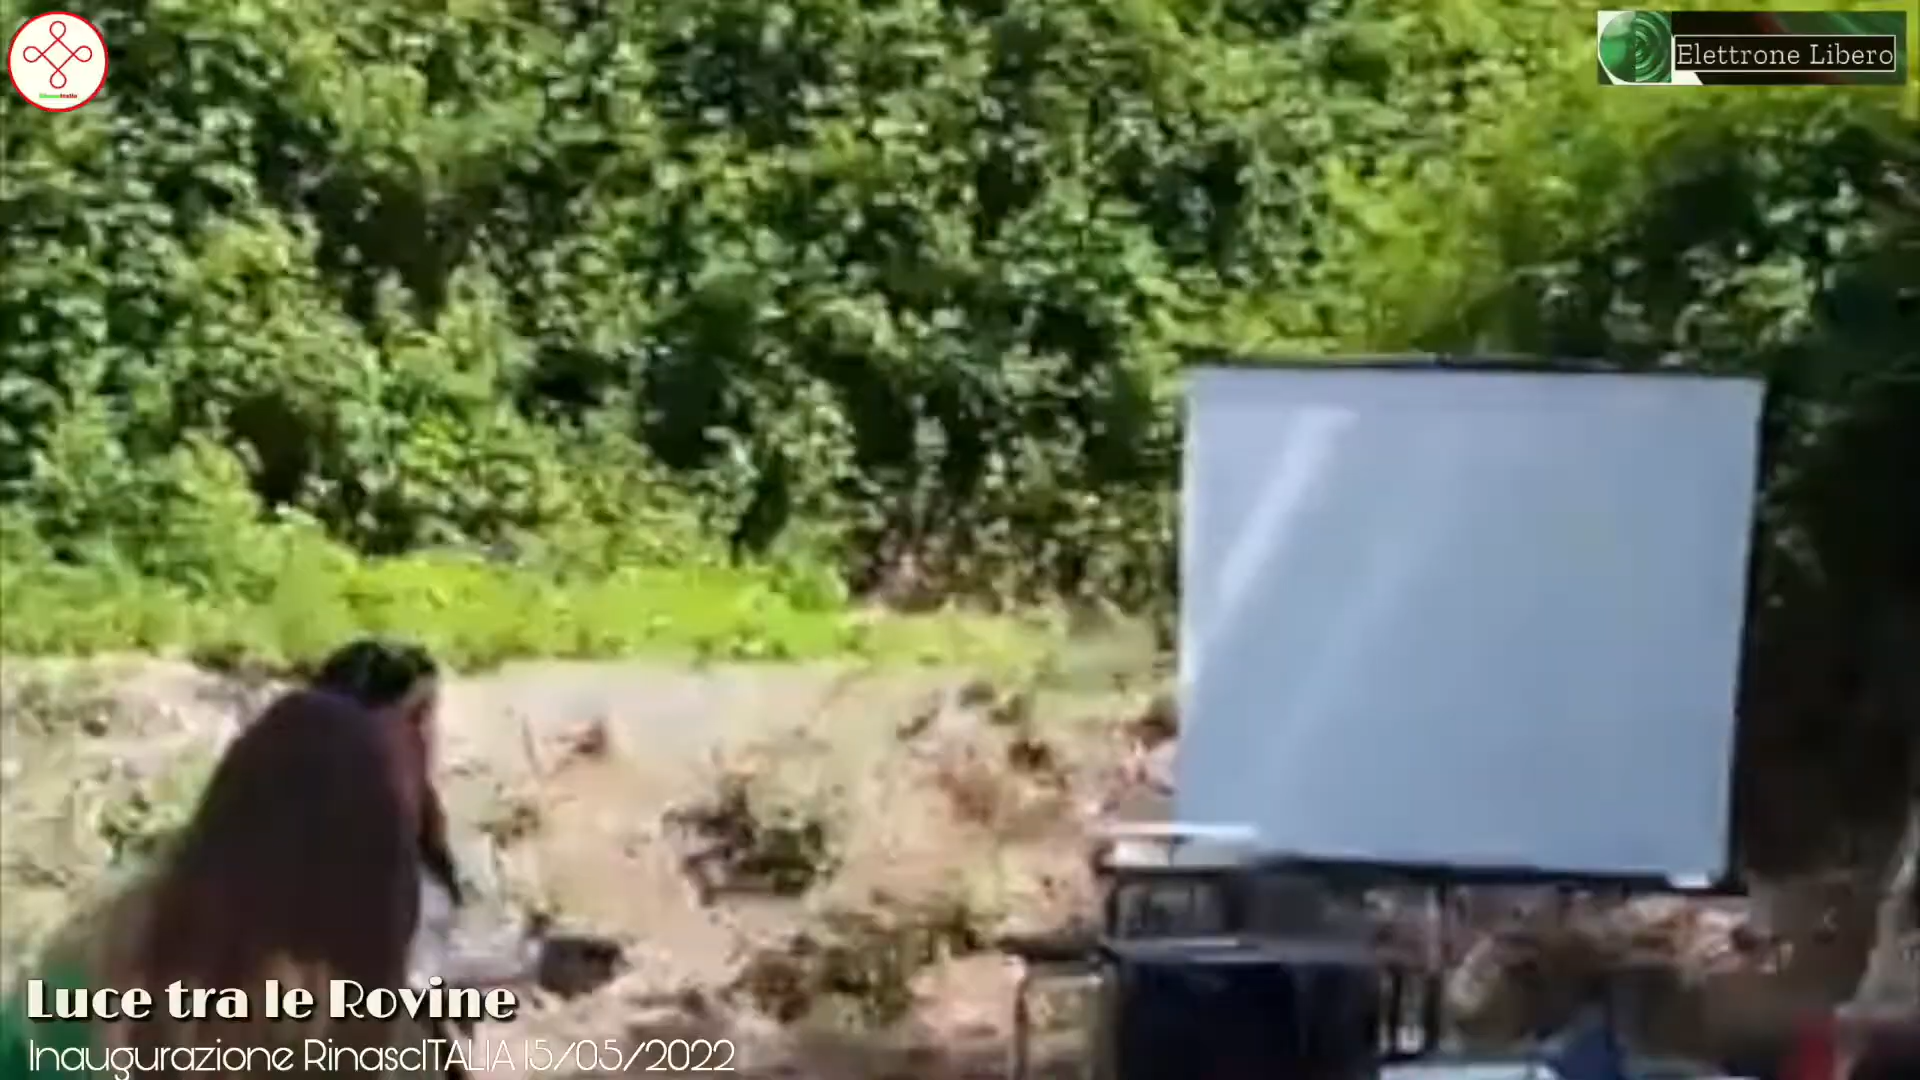 Elettrone Libero
Luce tra le Rovine
Inaugurazione RinascITALIA 15/05/2022